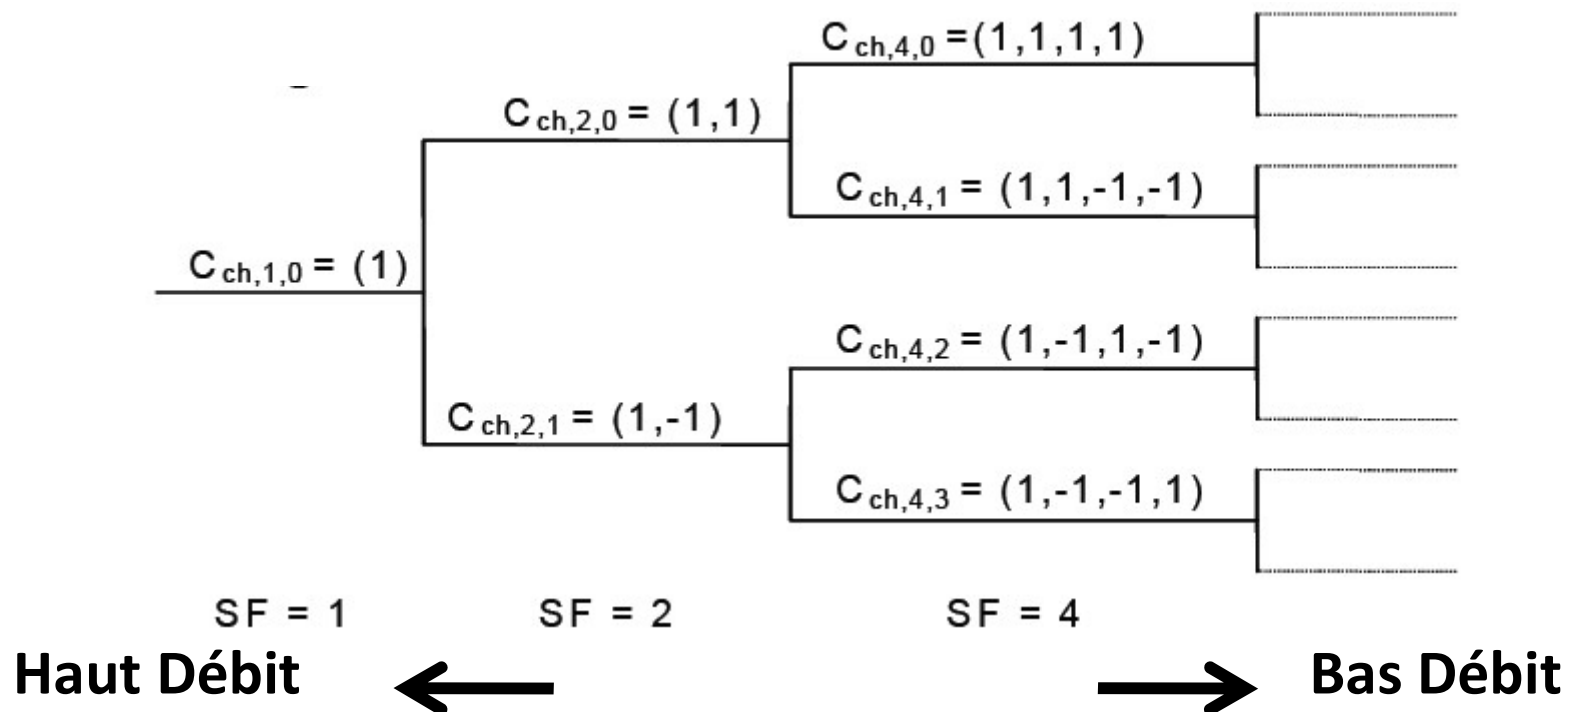 C ch,4,0 =(1,1,1,1)
C ch,2,0 = (1,1)
C ch,4,1 = (1,1,-1,-1)
C ch,1,0 = (1)
C ch,4,2 = (1,-1,1,-1)
C ch,2,1 = (1,-1)
C ch,4,3 = (1,-1,-1,1)
SF = 1 SF = 2 SF = 4
Haut Débit Bas Débit